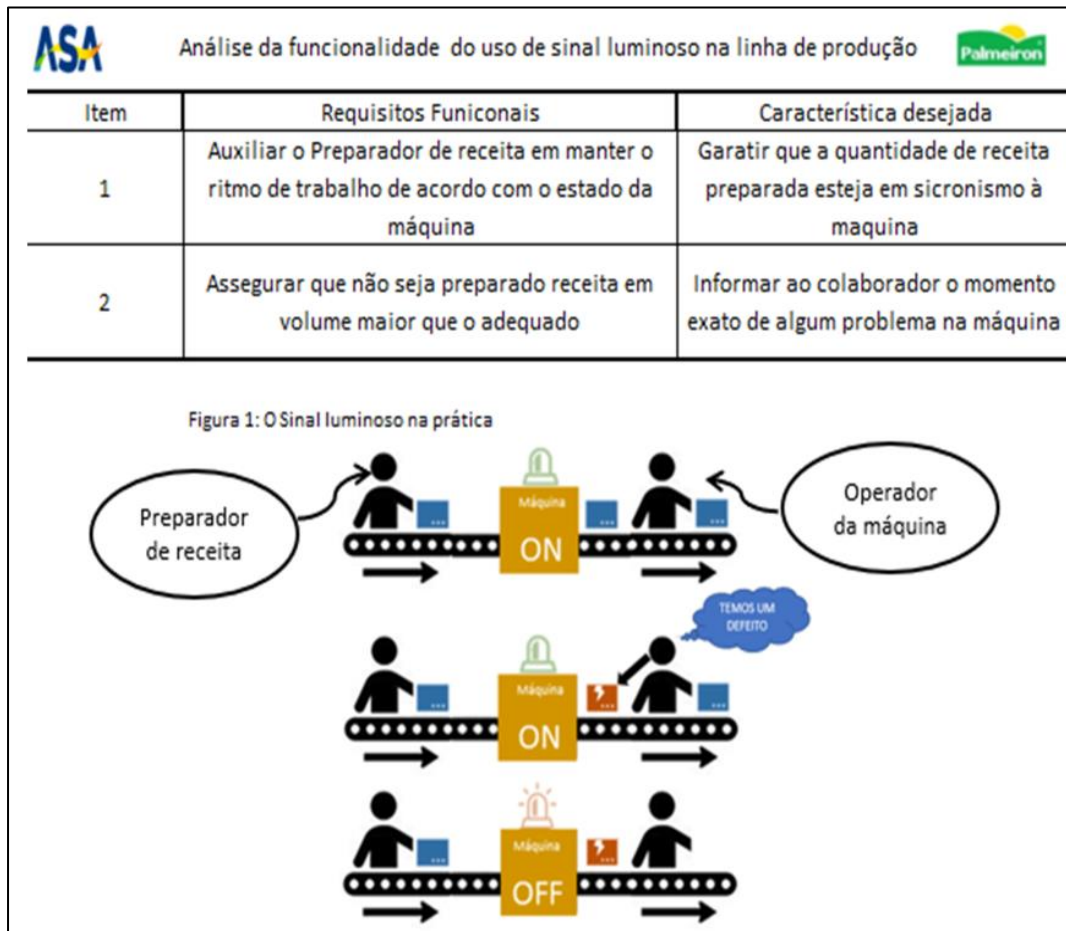 ASA
Análise da funcionalidade do uso de sinal luminoso na linha de produção
Palmeiron
Item
Requisitos Funiconais
Característica desejada
1
Auxiliar o Preparador de receita em manter o
ritmo de trabalho de acordo com o estado da
máquina
Garatir que a quantidade de receita
preparada esteja em sicronismo à
maquina
2
Assegurar que não seja preparado receita em
volume maior que o adequado
Informar ao colaborador o momento
exato de algum problema na máquina
Figura 1: O Sinal luminoso na prática
Preparador
de receita
Máquina
ON
Operador
da máquina
TEMOS UM
DEFEITO
Máquina
ON
Máquina
OFF